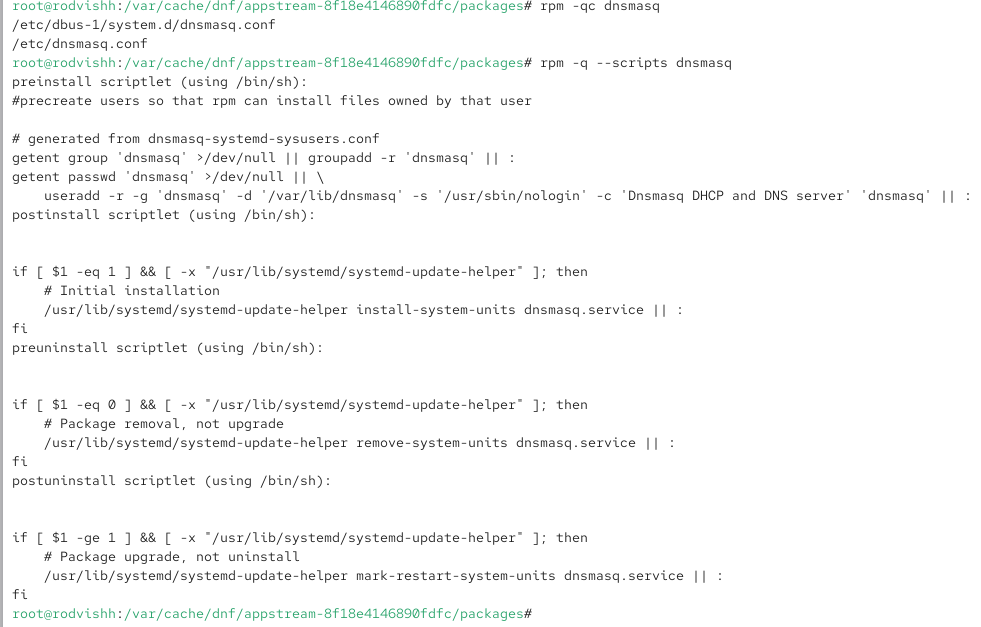 root@rodvishh:/var/cache/dnf/appstream-8f18e4146890fdfc/packages# rpm -qc dnsmasq
/etc/dbus-1/system.d/dnsmasq.conf
/etc/dnsmasq.conf
root@rodvishh:/var/cache/dnf/appstream-8f18e4146890fdfc/packages# rpm -q --scripts dnsmasq
preinstall scriptlet (using /bin/sh):
#precreate users so that rpm can install files owned by that user

# generated from dnsmasq-systemd-sysusers.conf
getent group 'dnsmasq' >/dev/null || groupadd -r 'dnsmasq' || :
getent passwd 'dnsmasq' >/dev/null || \
    useradd -r -g 'dnsmasq' -d '/var/lib/dnsmasq' -s '/usr/sbin/nologin' -c 'Dnsmasq DHCP and DNS server' 'dnsmasq' || :
postinstall scriptlet (using /bin/sh):


if [ $1 -eq 1 ] && [ -x "/usr/lib/systemd/systemd-update-helper" ]; then
    # Initial installation
    /usr/lib/systemd/systemd-update-helper install-system-units dnsmasq.service || :
fi
preuninstall scriptlet (using /bin/sh):


if [ $1 -eq 0 ] && [ -x "/usr/lib/systemd/systemd-update-helper" ]; then
    # Package removal, not upgrade
    /usr/lib/systemd/systemd-update-helper remove-system-units dnsmasq.service || :
fi
postuninstall scriptlet (using /bin/sh):


if [ $1 -ge 1 ] && [ -x "/usr/lib/systemd/systemd-update-helper" ]; then
    # Package upgrade, not uninstall
    /usr/lib/systemd/systemd-update-helper mark-restart-system-units dnsmasq.service || :
fi
root@rodvishh:/var/cache/dnf/appstream-8f18e4146890fdfc/packages#